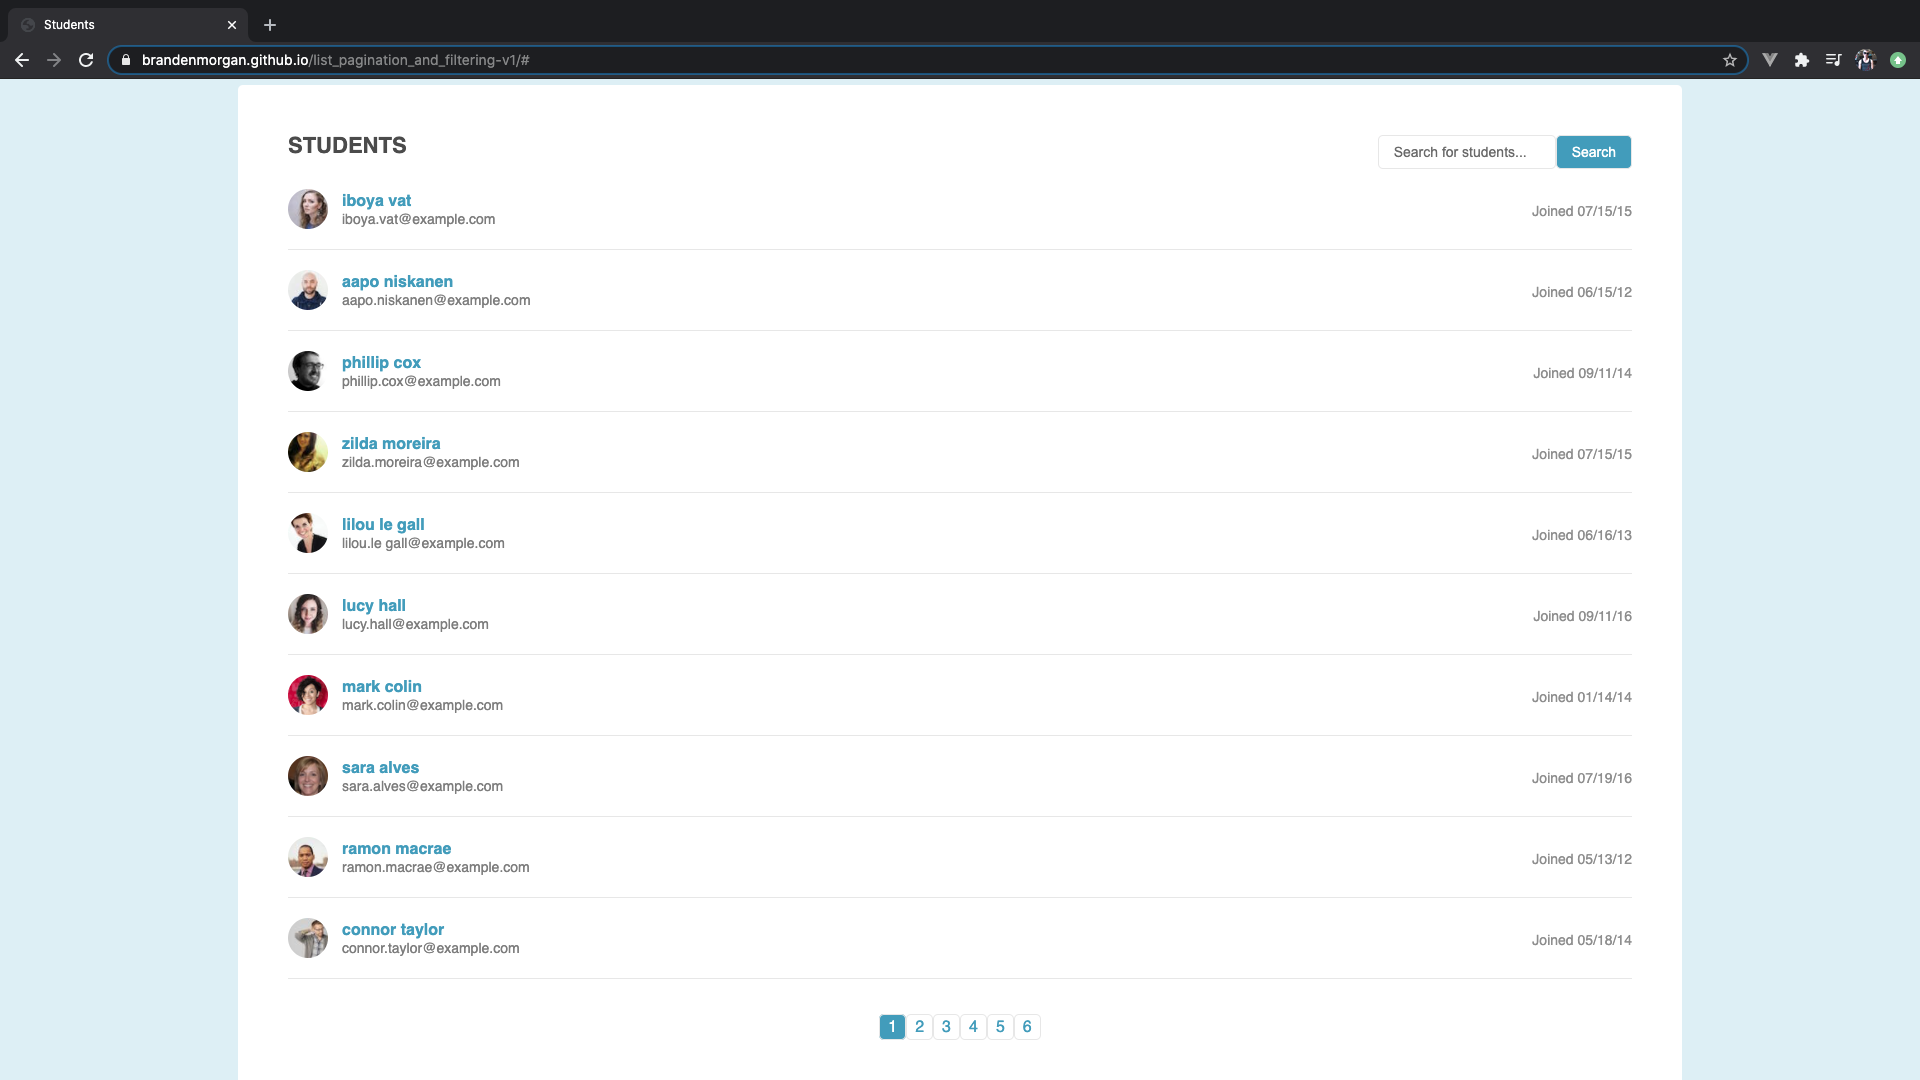 Students
brandenmorgan.github.io/list_pagination_and_filtering-v1/#
STUDENTS
Search for students...
Search
iboya vat
iboya.vat@example.com
Joined 07/15/15
aapo niskanen
aapo.niskanen@example.com
Joined 06/15/12
phillip cox
phillip.cox@example.com
Joined 09/11/14
zilda moreira
zilda.moreira@example.com
Joined 07/15/15
lilou le gall
lilou.le gall@example.com
Joined 06/16/13
lucy hall
lucy.hall@example.com
Joined 09/11/16
mark colin
mark.colin@example.com
Joined 01/14/14
sara alves
sara.alves@example.com
Joined 07/19/16
ramon macrae
ramon.macrae@example.com
Joined 05/13/12
connor taylor
connor.taylor@example.com
Joined 05/18/14
1 2 3 4 5 6